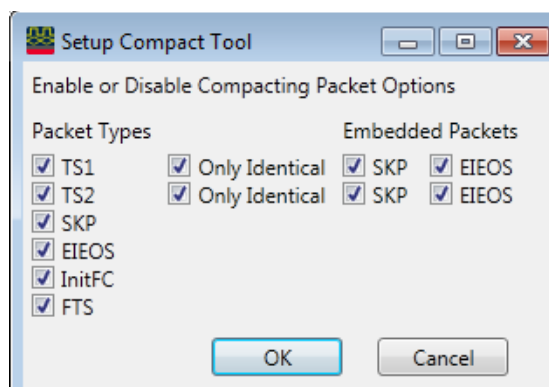 Setup Compact Tool
Enable or Disable Compacting Packet Options
Packet Types Embedded Packets
TS1 Only Identical SKP EIEOS
TS2 Only Identical SKP EIEOS
SKP
EIEOS
InitFC
FTS
OK Cancel